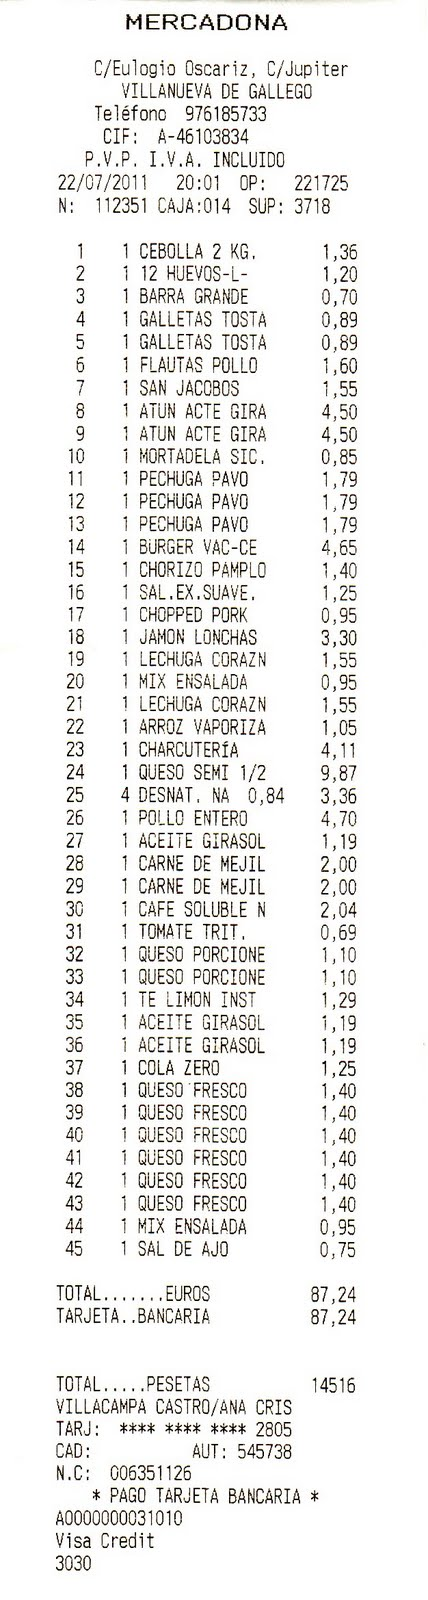 MERCADONA
C/Eulogio Oscariz, C/Jupiter
VILLANUEVA DE GALLEGO
Teléfono 976185733
CIF: A-46103834
P.V.P. I.V.A. INCLUIDO
22/07/2011 20:01 OP: 221725
N: 112351 CAJA:014 SUP: 3718
1 1 CEBOLLA 2 KG. 1,36
2 1 12 HUEVOS-L- 1,20
3 1 BARRA GRANDE 0,70
4 1 GALLETAS TOSTA 0,89
5 1 GALLETAS TOSTA 0,89
6 1 FLAUTAS POLLO 1,60
7 1 SAN JACOBOS 1,55
8 1 ATUN ACTE GIRA 4,50
9 1 ATUN ACTE GIRA 4,50
10 1 MORTADELA SIC. 0,85
11 1 PECHUGA PAVO 1,79
12 1 PECHUGA PAVO 1,79
13 1 PECHUGA PAVO 1,79
14 1 BURGER VAC-CE 4,65
15 1 CHORIZO PAMPLO 1,40
16 1 SAL.EX.SUAVE. 1,25
17 1 CHOPPED PORK 0,95
18 1 JAMON LONCHAS 3,30
19 1 LECHUGA CORAZN 1,55
20 1 MIX ENSALADA 0,95
21 1 LECHUGA CORAZN 1,55
22 1 ARROZ VAPORIZA 1,05
23 1 CHARCUTERÍA 4,11
24 1 QUESO SEMI 1/2 9,87
25 4 DESNAT. NA 0,84 3,36
26 1 POLLO ENTERO 4,70
27 1 ACEITE GIRASOL 1,19
28 1 CARNE DE MEJIL 2,00
29 1 CARNE DE MEJIL 2,00
30 1 CAFE SOLUBLE N 2,04
31 1 TOMATE TRIT. 0,69
32 1 QUESO PORCIONE 1,10
33 1 QUESO PORCIONE 1,10
34 1 TE LIMON INST 1,29
35 1 ACEITE GIRASOL 1,19
36 1 ACEITE GIRASOL 1,19
37 1 COLA ZERO 1,25
38 1 QUESO FRESCO 1,40
39 1 QUESO FRESCO 1,40
40 1 QUESO FRESCO 1,40
41 1 QUESO FRESCO 1,40
42 1 QUESO FRESCO 1,40
43 1 QUESO FRESCO 1,40
44 1 MIX ENSALADA 0,95
45 1 SAL DE AJO 0,75
TOTAL.......EUROS 87,24
TARJETA..BANCARIA 87,24
TOTAL.....PESETAS 14516
VILLACAMPA CASTRO/ANA CRIS
TARJ: **** **** **** 2805
CAD: AUT: 545738
N.C: 006351126
* PAGO TARJETA BANCARIA *
A0000000031010
Visa Credit
3030